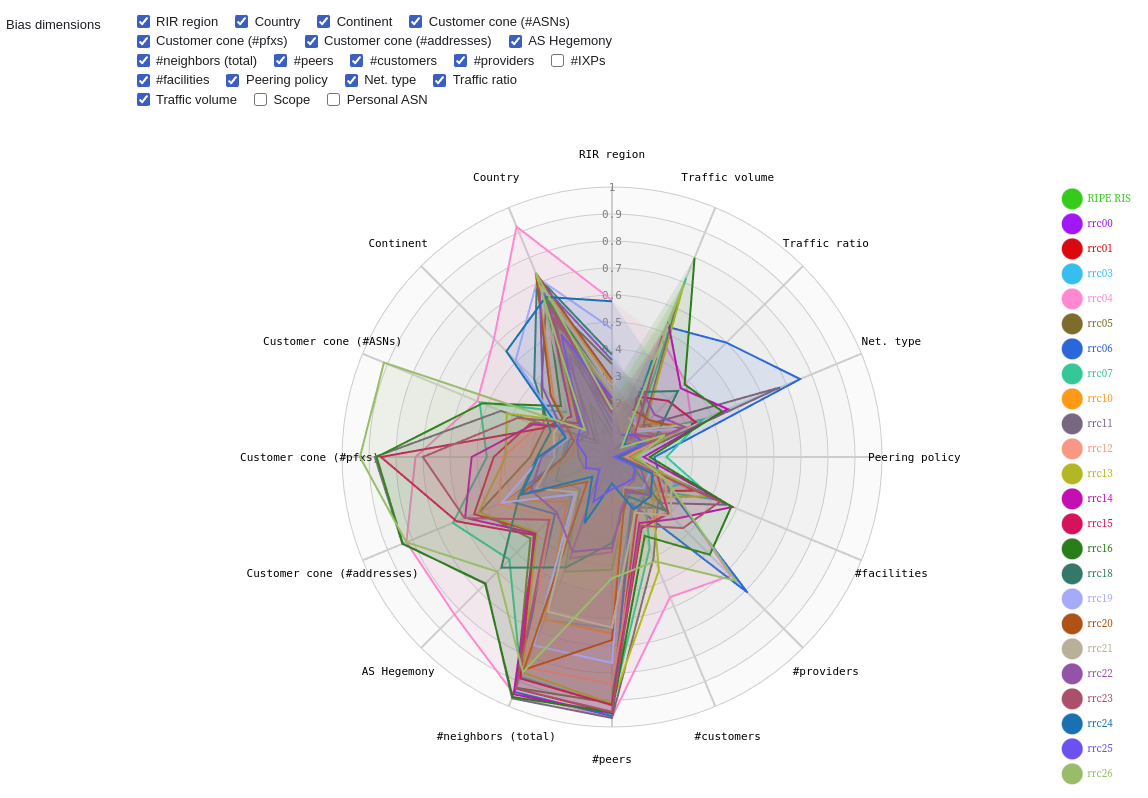 Bias dimensions
RIR region Country Continent Customer cone (#ASNs)
Customer cone (#pfxs) Customer cone (#addresses) AS Hegemony
#neighbors (total) #peers #customers #providers #IXPs
#facilities Peering policy Net. type Traffic ratio
Traffic volume Scope Personal ASN
RIR region
Country
Traffic volume
Continent
Traffic ratio
Customer cone (#ASNs)
Net. type
Customer cone (#pfxs)
Peering policy
Customer cone (#addresses)
#facilities
AS Hegemony
#providers
#neighbors (total)
#customers
#peers
1
0.9
0.8
0.7
0.6
0.5
0.4
RIPE RIS
rrc00
rrc01
rrc03
rrc04
rrc05
rrc06
rrc07
rrc10
rrc11
rrc12
rrc13
rrc14
rrc15
rrc16
rrc18
rrc19
rrc20
rrc21
rrc22
rrc23
rrc24
rrc25
rrc26